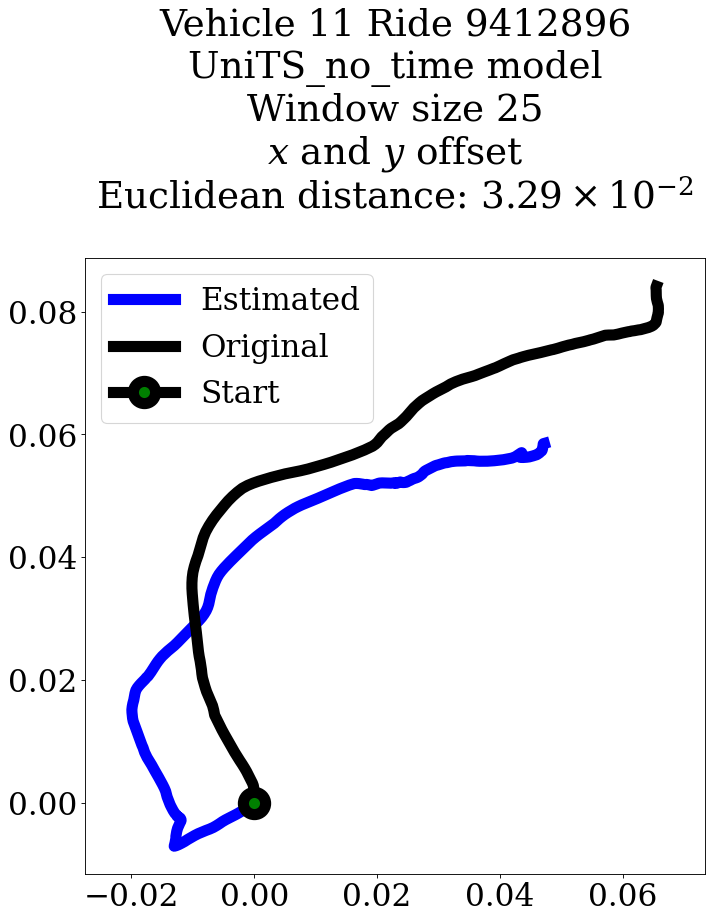 Vehicle 11 Ride 9412896
UniTS_no_time model
Window size 25
x and y offset
Euclidean distance: 3.29 × 10⁻²
Estimated
Original
Start
0.08
0.06
0.04
0.02
0.00
−0.02 0.00 0.02 0.04 0.06